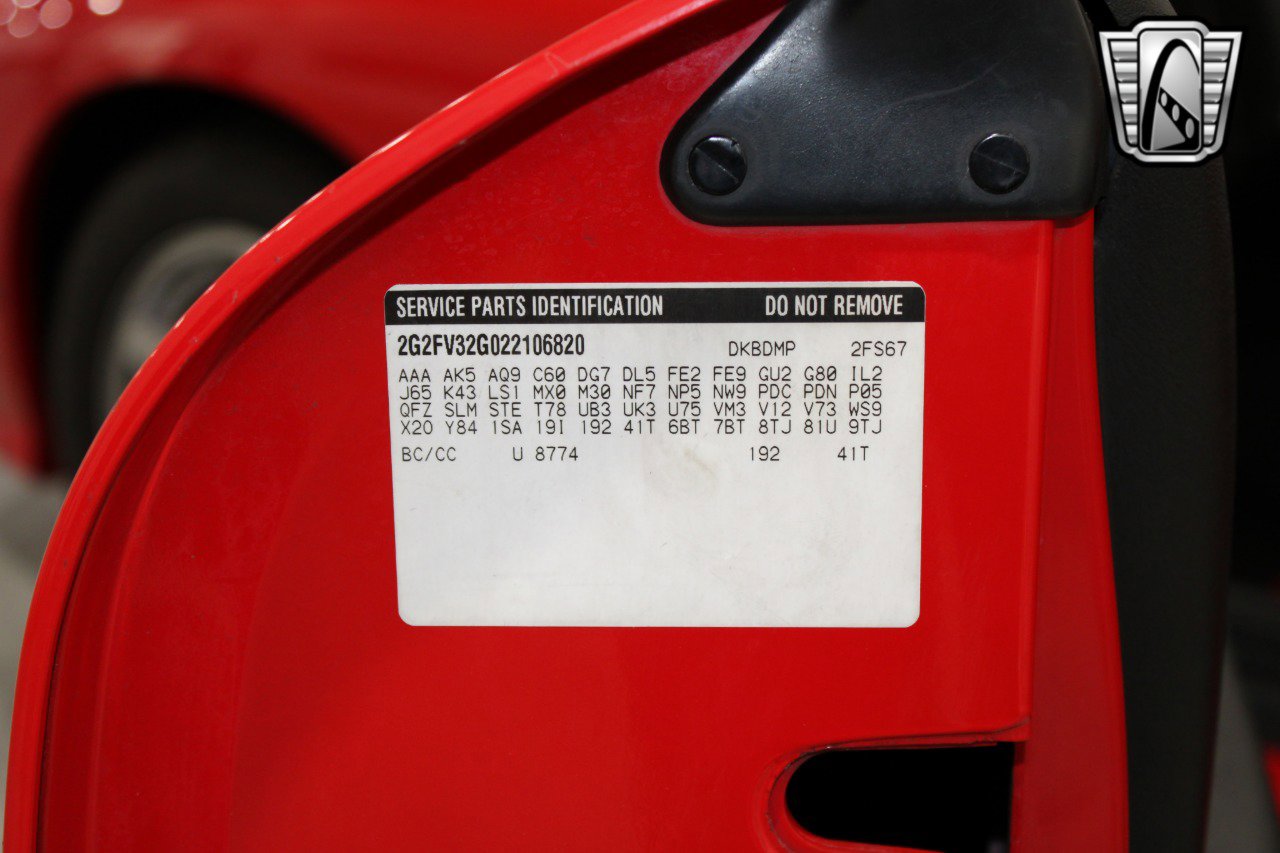 SERVICE PARTS IDENTIFICATION DO NOT REMOVE
2G2FV32G022106820 DKBDMP 2FS67
AAA AK5 AQ9 C60 DG7 DL5 FE2 FE9 GU2 G80 IL2
J65 K43 LS1 MX0 M30 NF7 NP5 NW9 PDC PDN P05
QFZ SLM STE T78 UB3 UK3 U75 VM3 V12 V73 WS9
X20 Y84 1SA 19I 192 41T 6BT 7BT 8TJ 81U 9TJ
BC/CC U 8774 192 41T